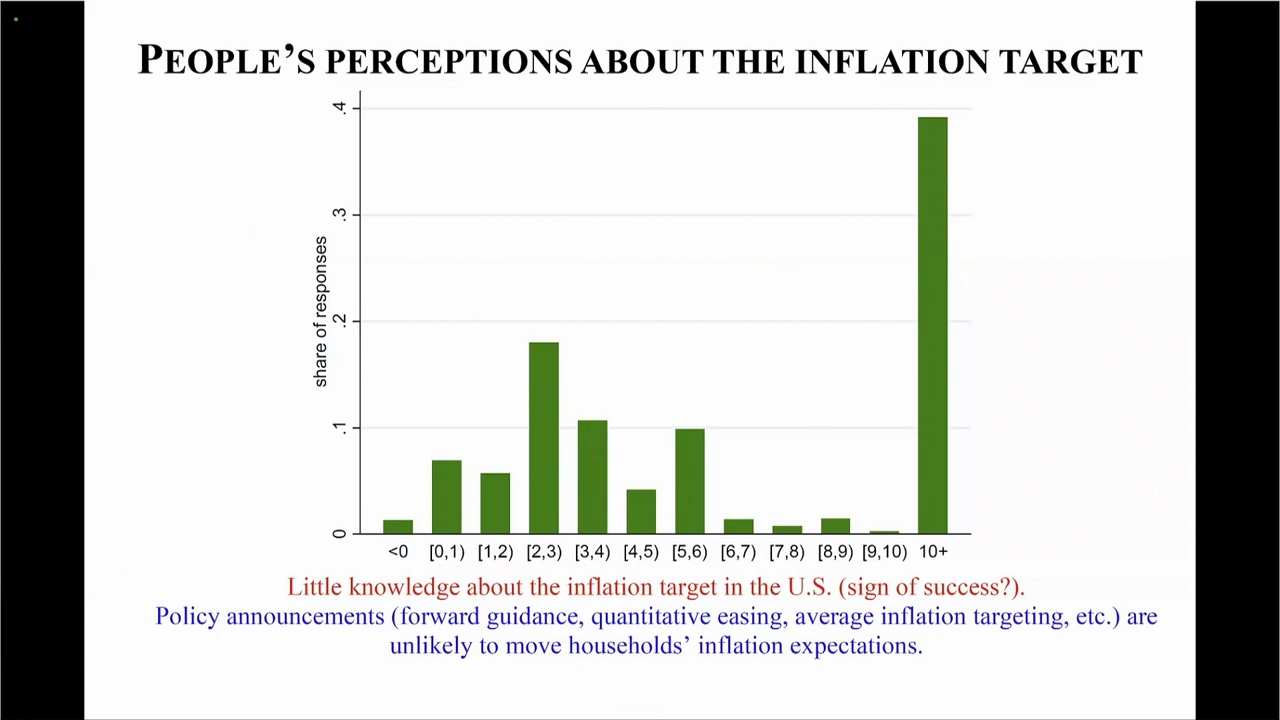 PEOPLE'S PERCEPTIONS ABOUT THE INFLATION TARGET
share of responses
.4
.3
.2
.1
0
<0 [0,1) [1,2) [2,3) [3,4) [4,5) [5,6) [6,7) [7,8) [8,9) [9,10) 10+
Little knowledge about the inflation target in the U.S. (sign of success?).
Policy announcements (forward guidance, quantitative easing, average inflation targeting, etc.) are
unlikely to move households' inflation expectations.